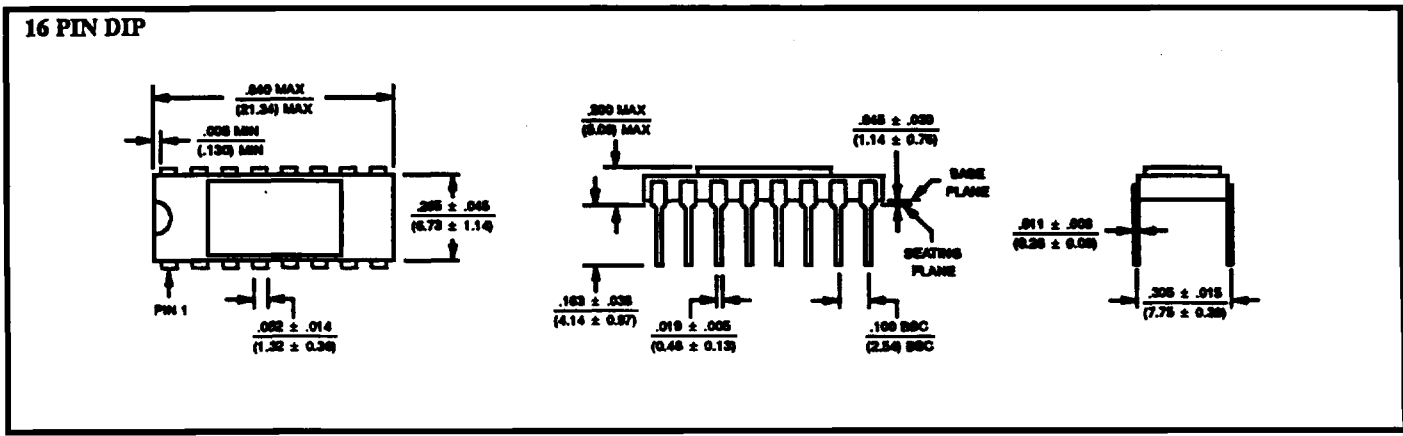 16 PIN DIP
.840 MAX
(21.34) MAX
.005 MIN
(.130) MIN
.265 ± .045
(6.73 ± 1.14)
PIN 1
.052 ± .014
(1.32 ± 0.36)
.200 MAX
(5.08) MAX
.045 ± .030
(1.14 ± 0.76)
BASE
PLANE
SEATING
PLANE
.163 ± .038
(4.14 ± 0.97)
.019 ± .005
(0.48 ± 0.13)
.100 BSC
(2.54) BSC
.011 ± .003
(0.28 ± 0.08)
.305 ± .015
(7.75 ± 0.38)